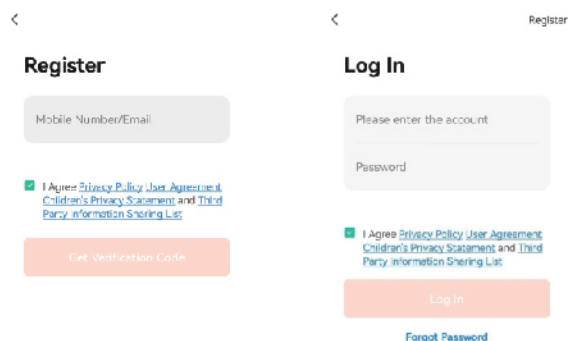 Register
Mobile Number/Email
I Agree Privacy Policy User Agreement
Children's Privacy Statement and Third
Party Information Sharing List
Get Verification Code
Register
Log In
Please enter the account
Password
I Agree Privacy Policy User Agreement
Children's Privacy Statement and Third
Party Information Sharing List
Log In
Forgot Password